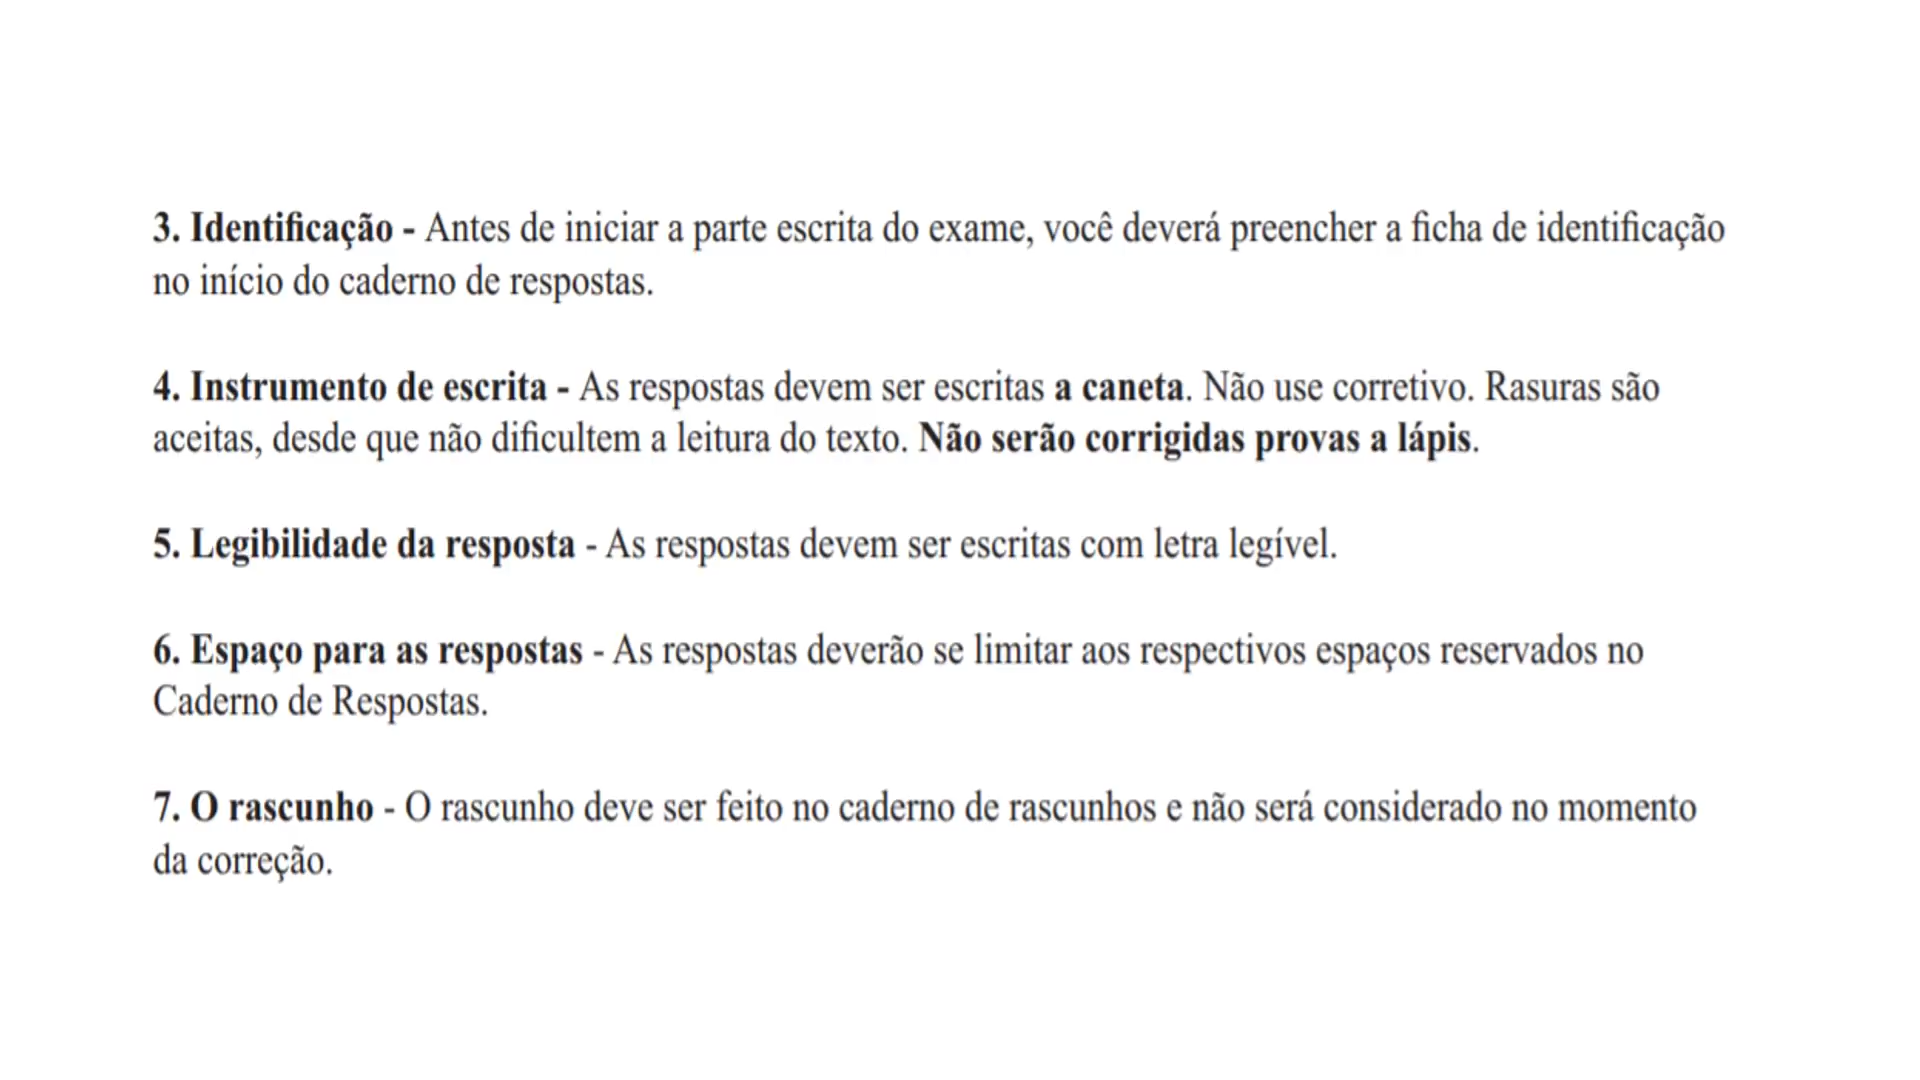 3. Identificação - Antes de iniciar a parte escrita do exame, você deverá preencher a ficha de identificação
no início do caderno de respostas.
4. Instrumento de escrita - As respostas devem ser escritas a caneta. Não use corretivo. Rasuras são
aceitas, desde que não dificultem a leitura do texto. Não serão corrigidas provas a lápis.
5. Legibilidade da resposta - As respostas devem ser escritas com letra legível.
6. Espaço para as respostas - As respostas deverão se limitar aos respectivos espaços reservados no
Caderno de Respostas.
7. O rascunho - O rascunho deve ser feito no caderno de rascunhos e não será considerado no momento
da correção.